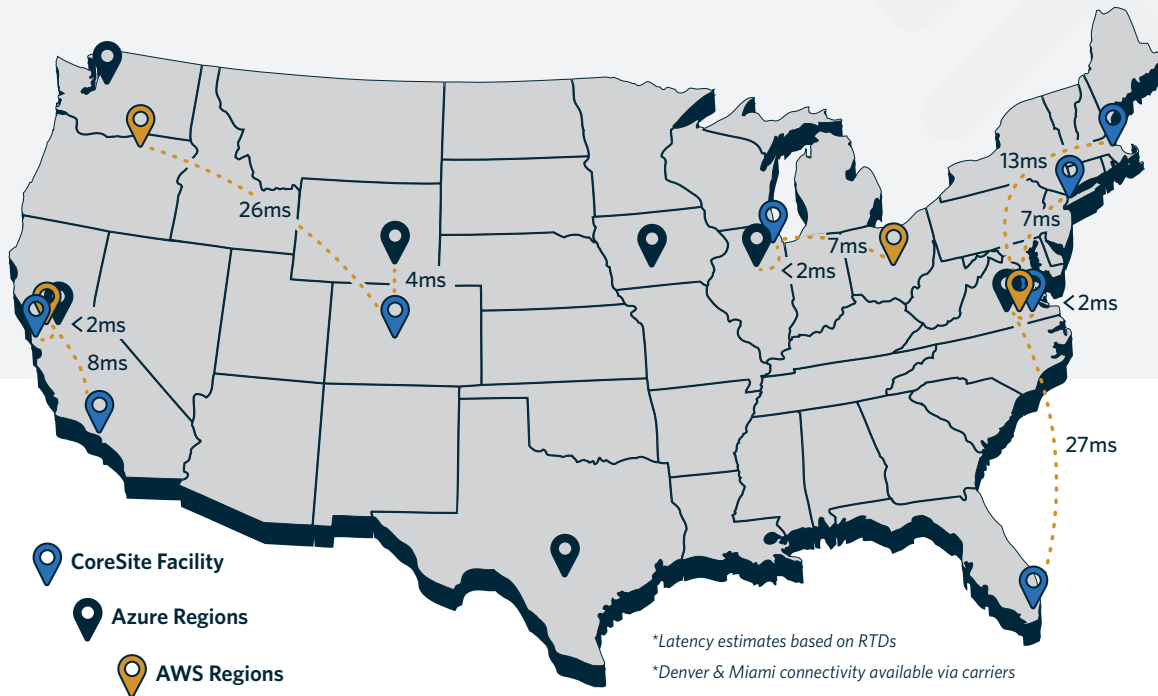 13ms
26ms
7ms
7ms
<2ms
4ms
<2ms
<2ms
8ms
27ms
CoreSite Facility
Azure Regions
AWS Regions
*Latency estimates based on RTDs
*Denver & Miami connectivity available via carriers